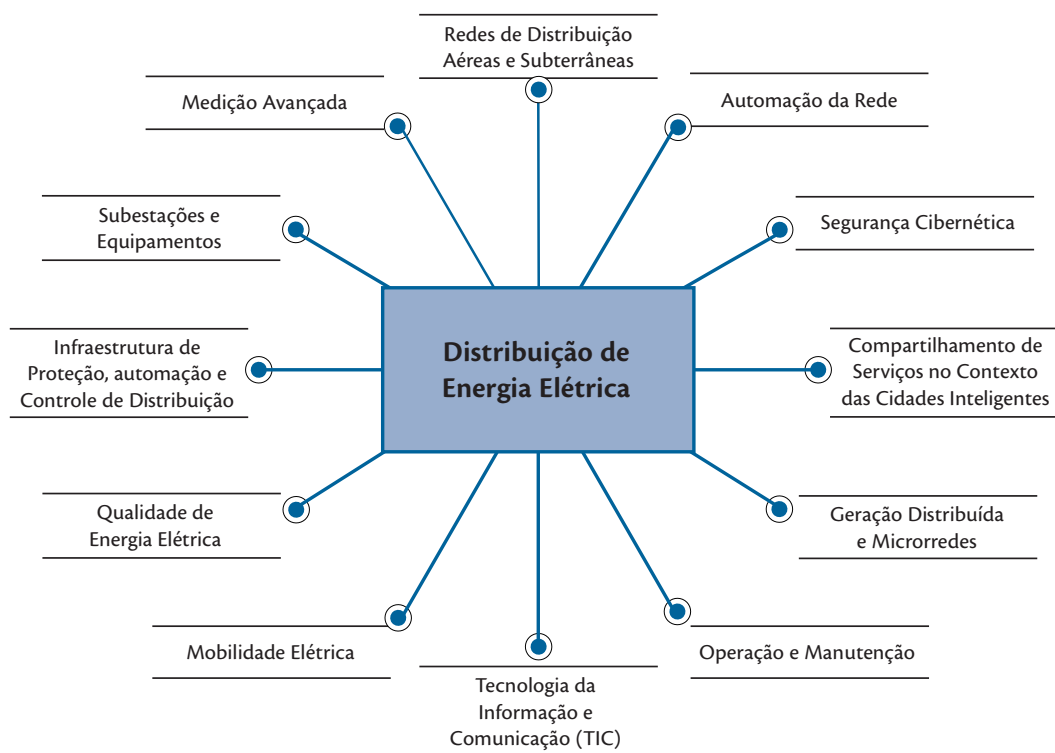 Redes de Distribuição
Aéreas e Subterrâneas
Medição Avançada
Automação da Rede
Subestações e
Equipamentos
Segurança Cibernética
Infraestrutura de
Proteção, automação e
Controle de Distribuição
Distribuição de
Energia Elétrica
Compartilhamento de
Serviços no Contexto
das Cidades Inteligentes
Qualidade de
Energia Elétrica
Geração Distribuída
e Microrredes
Mobilidade Elétrica
Operação e Manutenção
Tecnologia da
Informação e
Comunicação (TIC)